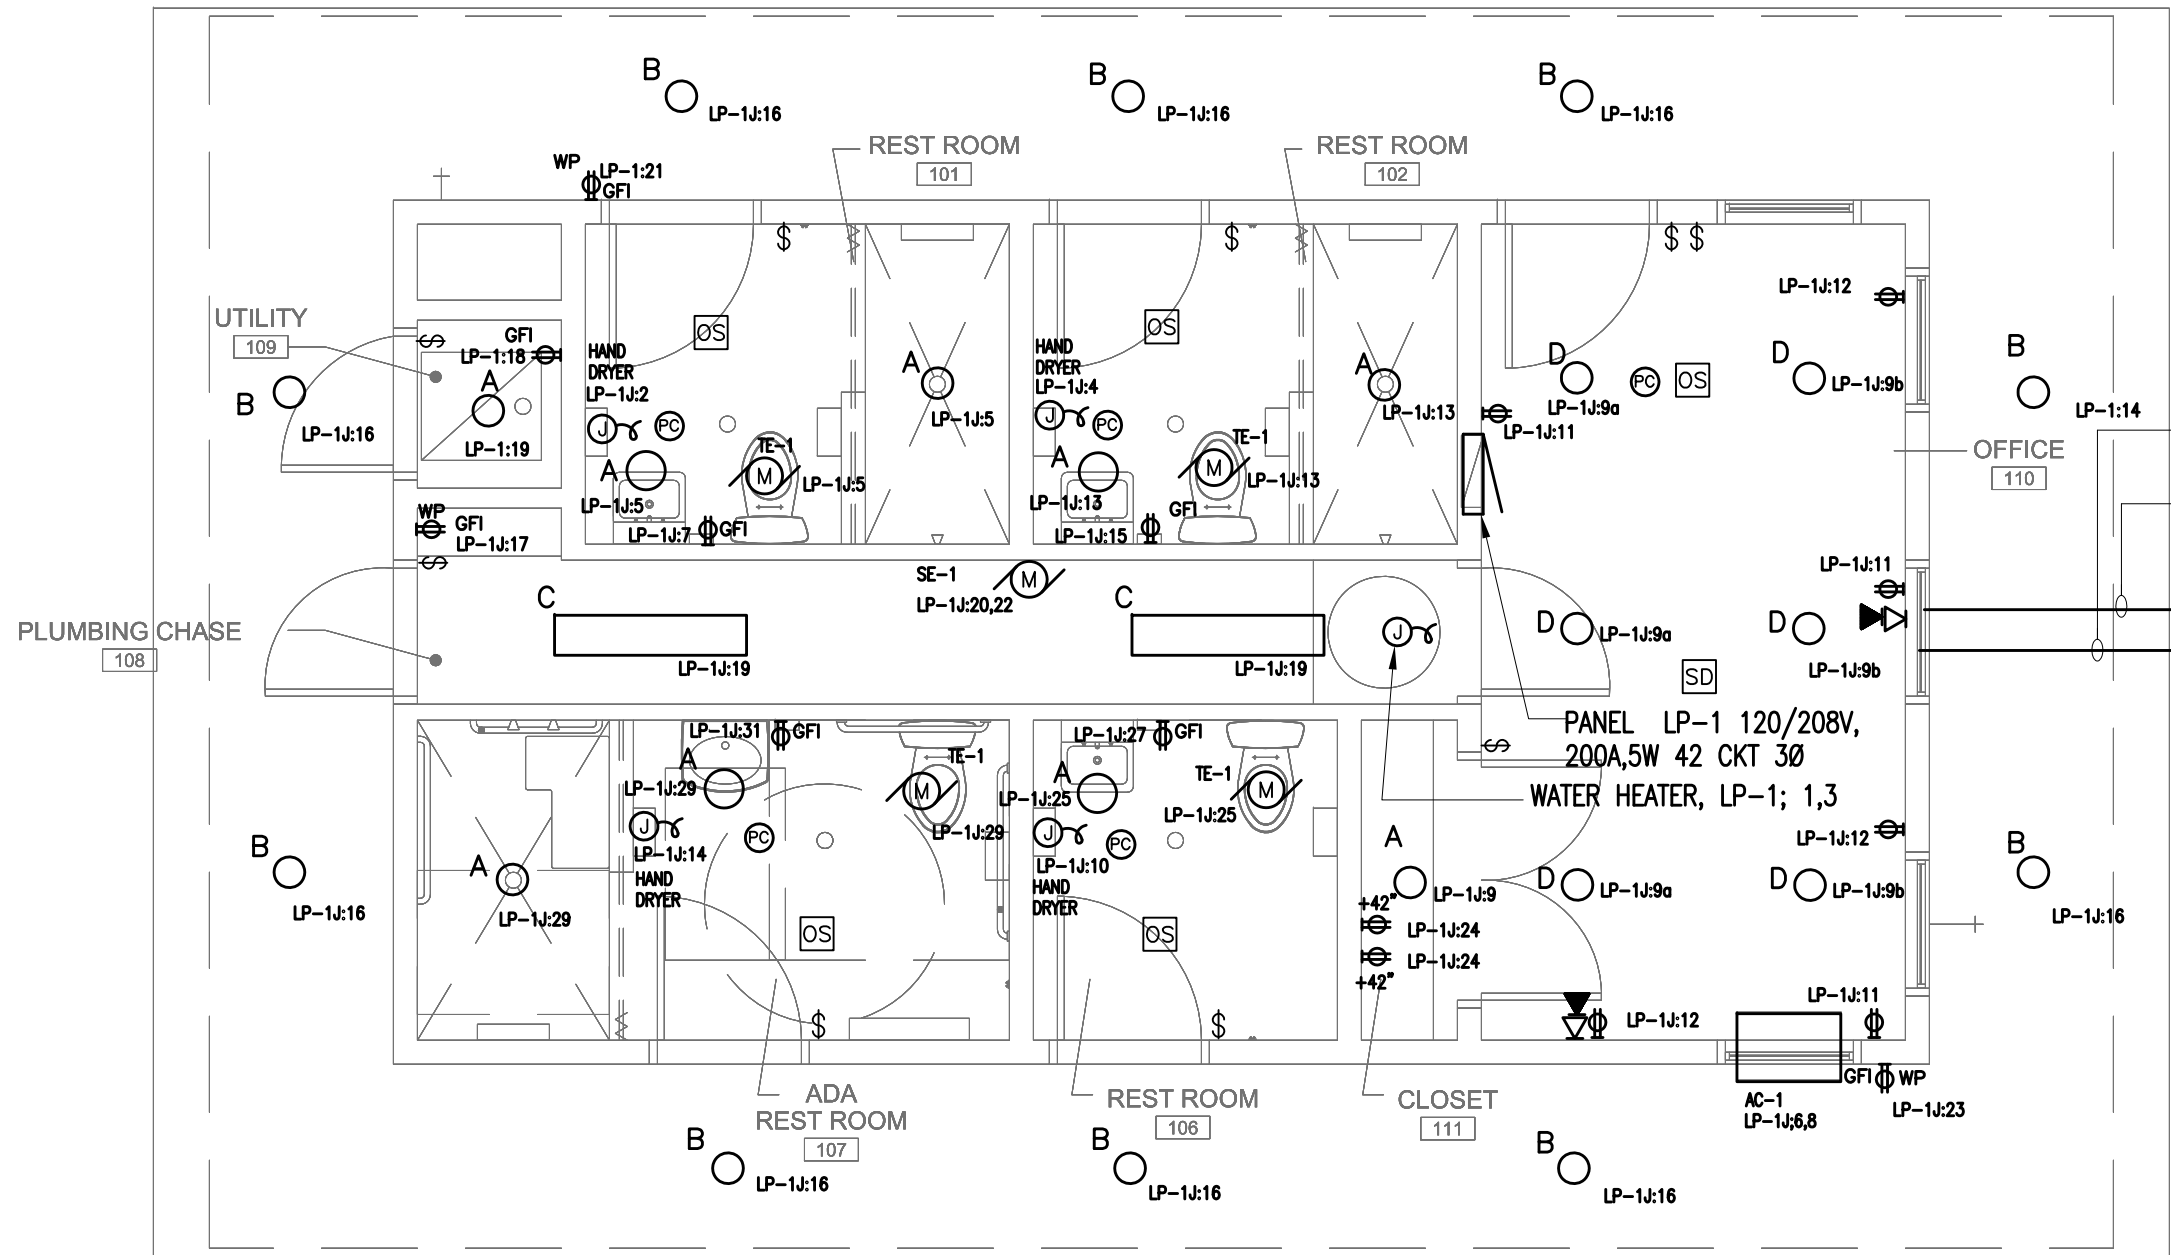 B
LP-1J:16
B
LP-1J:16
B
LP-1J:16
REST ROOM
101
REST ROOM
102
WP
LP-1:21
GFI
$
$
$ $
LP-1J:12
UTILITY
109
$
GFI
LP-1:18
A
LP-1:19
B
LP-1J:16
HAND
DRYER
LP-1J:2
J
PC
OS
A
LP-1J:5
TE-1
M
LP-1J:5
LP-1J:7
GFI
A
LP-1J:5
HAND
DRYER
LP-1J:4
J
PC
OS
A
LP-1J:13
TE-1
M
LP-1J:13
LP-1J:15
GFI
A
LP-1J:13
D
LP-1J:9a
PC
OS
D
LP-1J:9b
LP-1J:11
B
LP-1:14
OFFICE
110
WP
GFI
LP-1J:17
$
PLUMBING CHASE
108
C
LP-1J:19
SE-1
LP-1J:20,22
M
C
LP-1J:19
J
D
LP-1J:9a
D
LP-1J:9b
LP-1J:11
SD
PANEL LP-1 120/208V,
200A,5W 42 CKT 3Ø
WATER HEATER, LP-1; 1,3
$
LP-1J:12
B
LP-1J:16
A
LP-1J:29
LP-1J:31
GFI
A
LP-1J:29
J
LP-1J:14
HAND
DRYER
PC
OS
TE-1
M
LP-1J:29
$
LP-1J:27
GFI
A
LP-1J:25
J
LP-1J:10
HAND
DRYER
PC
OS
TE-1
M
LP-1J:25
$
A
LP-1J:9
+42"
LP-1J:24
LP-1J:24
+42"
D
LP-1J:9a
D
LP-1J:9b
B
LP-1J:16
LP-1J:12
LP-1J:11
GFI
WP
LP-1J:23
AC-1
LP-1J;6,8
ADA
REST ROOM
107
REST ROOM
106
CLOSET
111
B
LP-1J:16
B
LP-1J:16
B
LP-1J:16